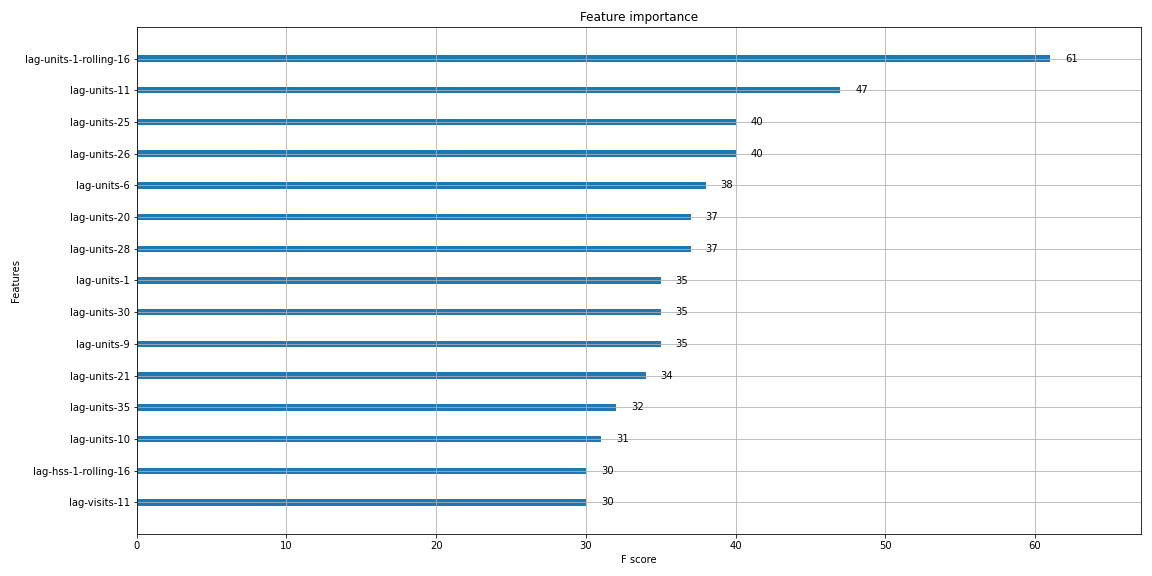 Feature importance
lag-units-1-rolling-16 61
lag-units-11 47
lag-units-25 40
lag-units-26 40
lag-units-6 38
lag-units-20 37
lag-units-28 37
lag-units-1 35
lag-units-30 35
lag-units-9 35
lag-units-21 34
lag-units-35 32
lag-units-10 31
lag-hss-1-rolling-16 30
lag-visits-11 30
Features
0 10 20 30 40 50 60
F score